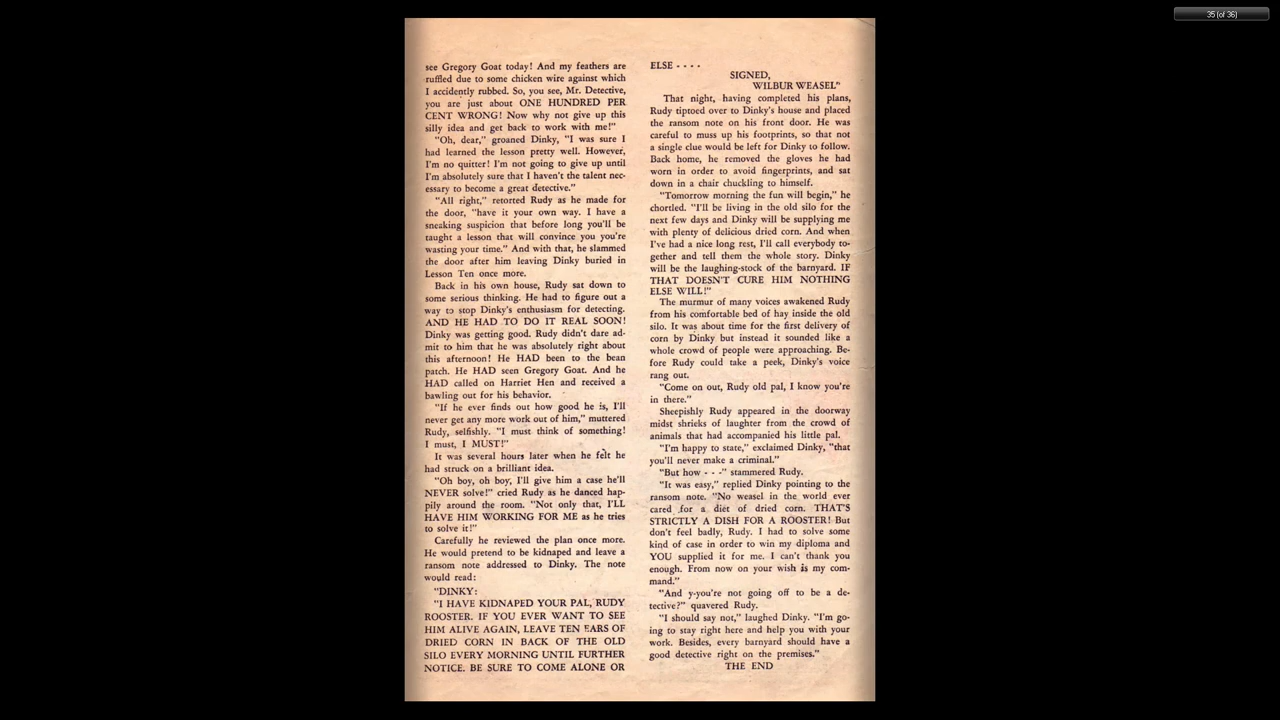 35 (of 36)
see Gregory Goat today! And my feathers are
ruffled due to some chicken wire against which
I accidently rubbed. So, you see, Mr. Detective,
you are just about ONE HUNDRED PER
CENT WRONG! Now why not give up this
silly idea and get back to work with me!"
"Oh, dear," groaned Dinky, "I was sure I
had learned the lesson pretty well. However,
I'm no quitter! I'm not going to give up until
I'm absolutely sure that I haven't the talent nec-
essary to become a great detective."
"All right," retorted Rudy as he made for
the door, "have it your own way. I have a
sneaking suspicion that before long you'll be
taught a lesson that will convince you you're
wasting your time." And with that, he slammed
the door after him leaving Dinky buried in
Lesson Ten once more.
Back in his own house, Rudy sat down to
some serious thinking. He had to figure out a
way to stop Dinky's enthusiasm for detecting.
AND HE HAD TO DO IT REAL SOON!
Dinky was getting good. Rudy didn't dare ad-
mit to him that he was absolutely right about
this afternoon! He HAD been to the bean
patch. He HAD seen Gregory Goat. And he
HAD called on Harriet Hen and received a
bawling out for his behavior.
"If he ever finds out how good he is, I'll
never get any more work out of him," muttered
Rudy, selfishly. "I must think of something!
I must, I MUST!"
It was several hours later when he felt he
had struck on a brilliant idea.
"Oh boy, oh boy, I'll give him a case he'll
NEVER solve!" cried Rudy as he danced hap-
pily around the room. "Not only that, I'LL
HAVE HIM WORKING FOR ME as he tries
to solve it!"
Carefully he reviewed the plan once more.
He would pretend to be kidnaped and leave a
ransom note addressed to Dinky. The note
would read:
"DINKY:
"I HAVE KIDNAPED YOUR PAL, RUDY
ROOSTER. IF YOU EVER WANT TO SEE
HIM ALIVE AGAIN, LEAVE TEN EARS OF
DRIED CORN IN BACK OF THE OLD
SILO EVERY MORNING UNTIL FURTHER
NOTICE. BE SURE TO COME ALONE OR
ELSE - - - -
SIGNED,
WILBUR WEASEL"
That night, having completed his plans,
Rudy tiptoed over to Dinky's house and placed
the ransom note on his front door. He was
careful to muss up his footprints, so that not
a single clue would be left for Dinky to follow.
Back home, he removed the gloves he had
worn in order to avoid fingerprints, and sat
down in a chair chuckling to himself.
"Tomorrow morning the fun will begin," he
chortled. "I'll be living in the old silo for the
next few days and Dinky will be supplying me
with plenty of delicious dried corn. And when
I've had a nice long rest, I'll call everybody to-
gether and tell them the whole story. Dinky
will be the laughing-stock of the barnyard. IF
THAT DOESN'T CURE HIM NOTHING
ELSE WILL!"
The murmur of many voices awakened Rudy
from his comfortable bed of hay inside the old
silo. It was about time for the first delivery of
corn by Dinky but instead it sounded like a
whole crowd of people were approaching. Be-
fore Rudy could take a peek, Dinky's voice
rang out.
"Come on out, Rudy old pal, I know you're
in there."
Sheepishly Rudy appeared in the doorway
midst shrieks of laughter from the crowd of
animals that had accompanied his little pal.
"I'm happy to state," exclaimed Dinky, "that
you'll never make a criminal."
"But how - - -" stammered Rudy.
"It was easy," replied Dinky pointing to the
ransom note. "No weasel in the world ever
cared for a diet of dried corn. THAT'S
STRICTLY A DISH FOR A ROOSTER! But
don't feel badly, Rudy. I had to solve some
kind of case in order to win my diploma and
YOU supplied it for me. I can't thank you
enough. From now on your wish is my com-
mand."
"And y-you're not going off to be a de-
tective?" quavered Rudy.
"I should say not," laughed Dinky. "I'm go-
ing to stay right here and help you with your
work. Besides, every barnyard should have a
good detective right on the premises."
THE END